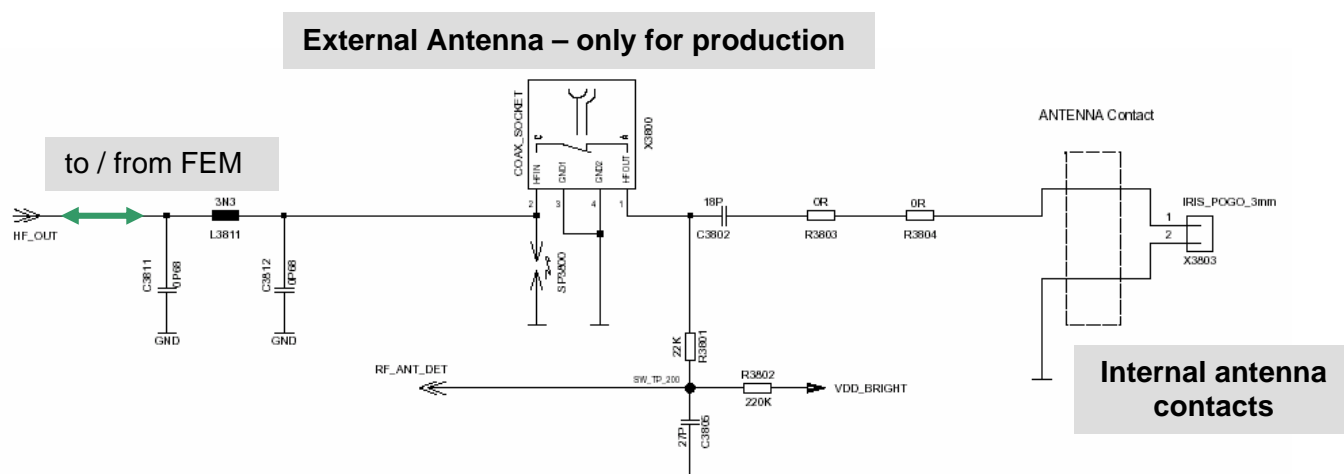 External Antenna – only for production
COAX_SOCKET
X3800
C
A
HFIN
GND1
GND2
HFOUT
2
3
4
1
ANTENNA Contact
to / from FEM
HF_OUT
3N3
L3811
C3811
0P68
GND
C3812
0P68
GND
SP3800
18P
C3802
0R
R3803
0R
R3804
IRIS_POGO_3mm
1
2
X3803
22K
R3801
RF_ANT_DET
SW_TP_200
R3802
220K
VDD_BRIGHT
27P
C3805
Internal antenna
contacts